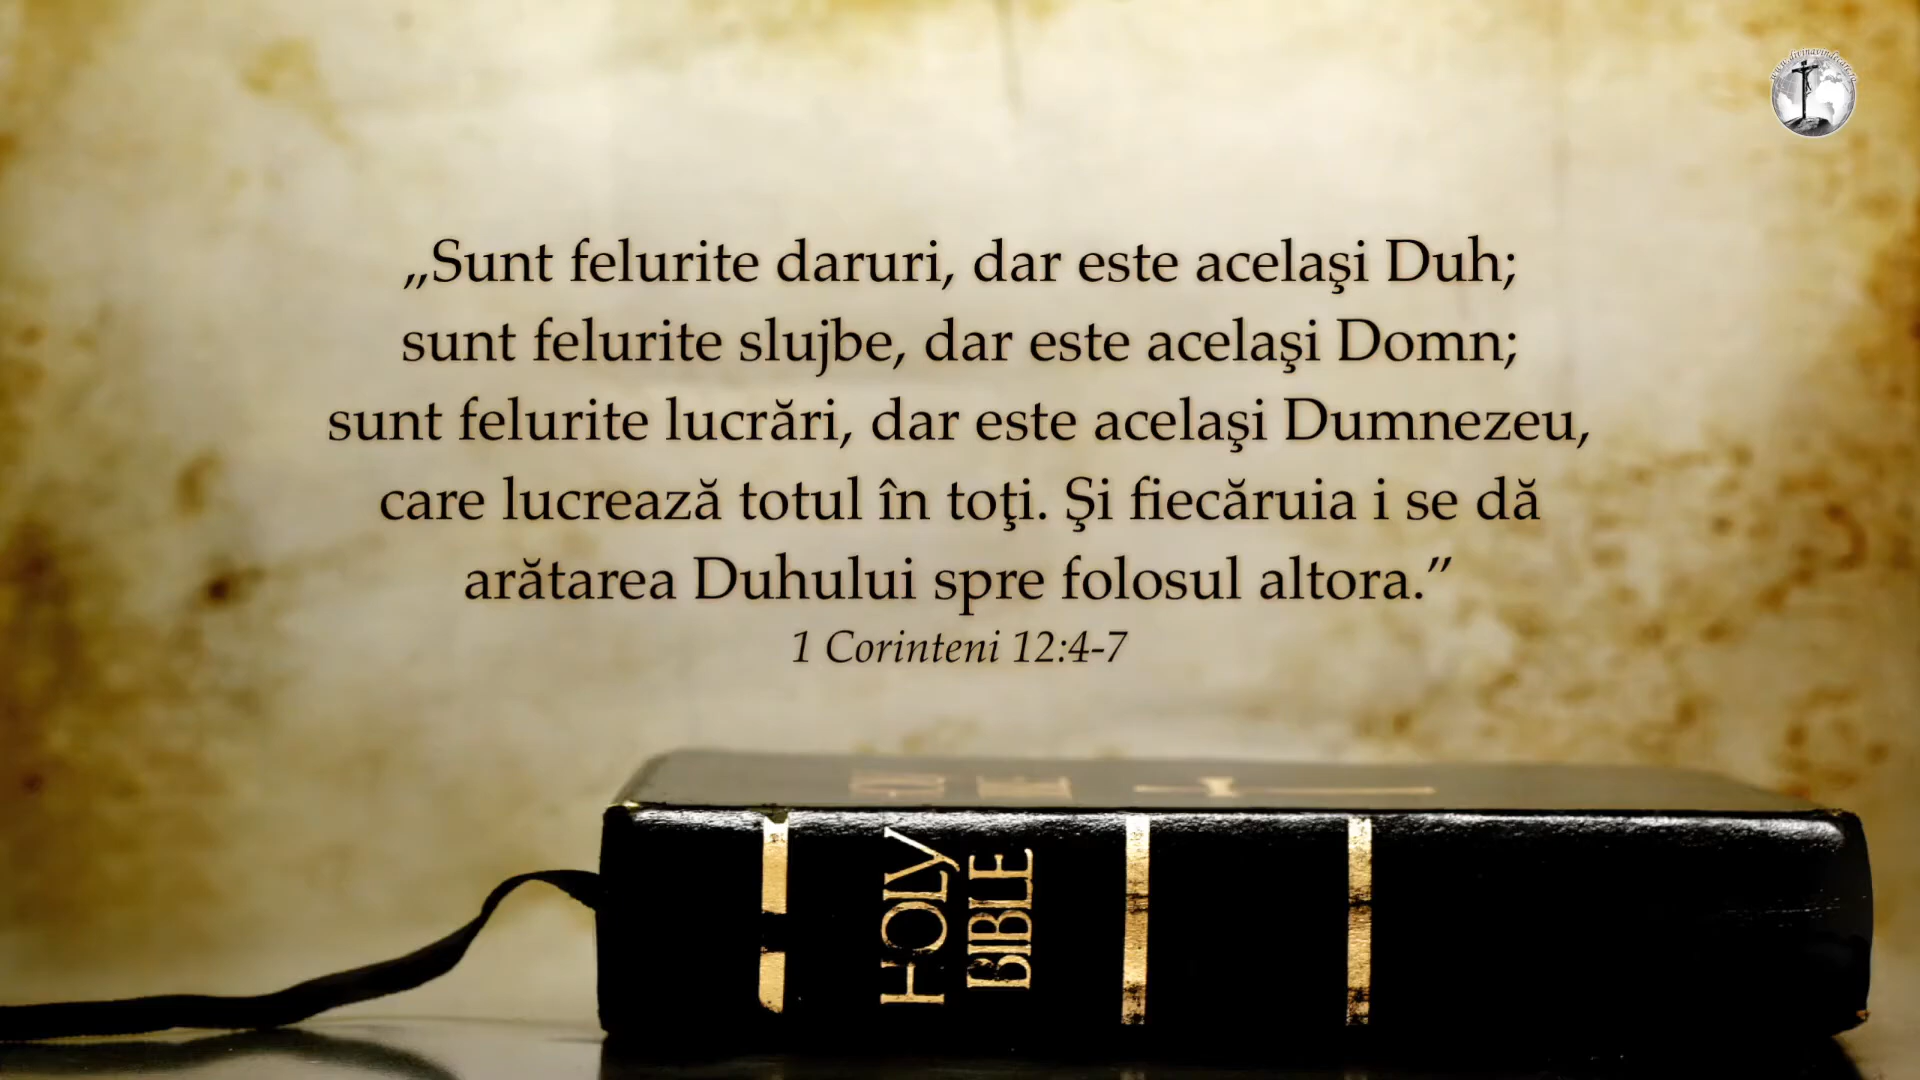 „Sunt felurite daruri, dar este acelaşi Duh;
sunt felurite slujbe, dar este acelaşi Domn;
sunt felurite lucrări, dar este acelaşi Dumnezeu,
care lucrează totul în toţi. Şi fiecăruia i se dă
arătarea Duhului spre folosul altora.”
1 Corinteni 12:4-7
HOLY
BIBLE